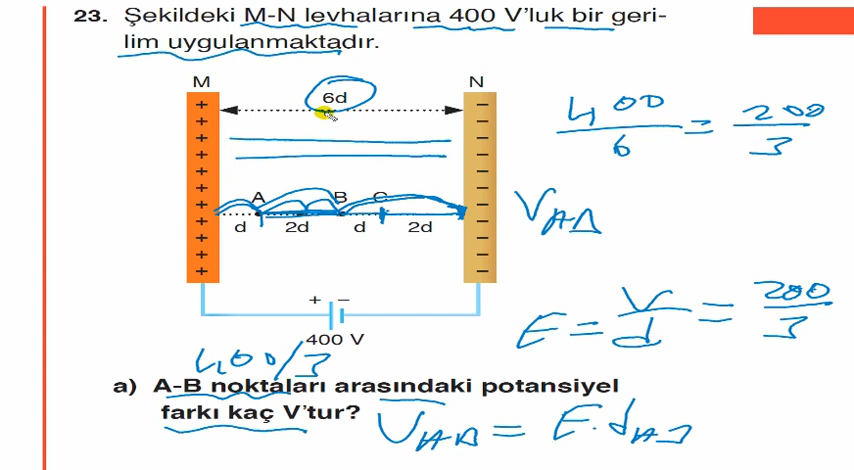 23. Şekildeki M-N levhalarına 400 V'luk bir geri-
lim uygulanmaktadır.
M
N
6d
400/6 = 200/3
A
B
C
d
2d
d
2d
V_AB
E = V/d = 200/3
+
−
400 V
400/3
a) A-B noktaları arasındaki potansiyel
farkı kaç V'tur?
V_AB = E.d_AB